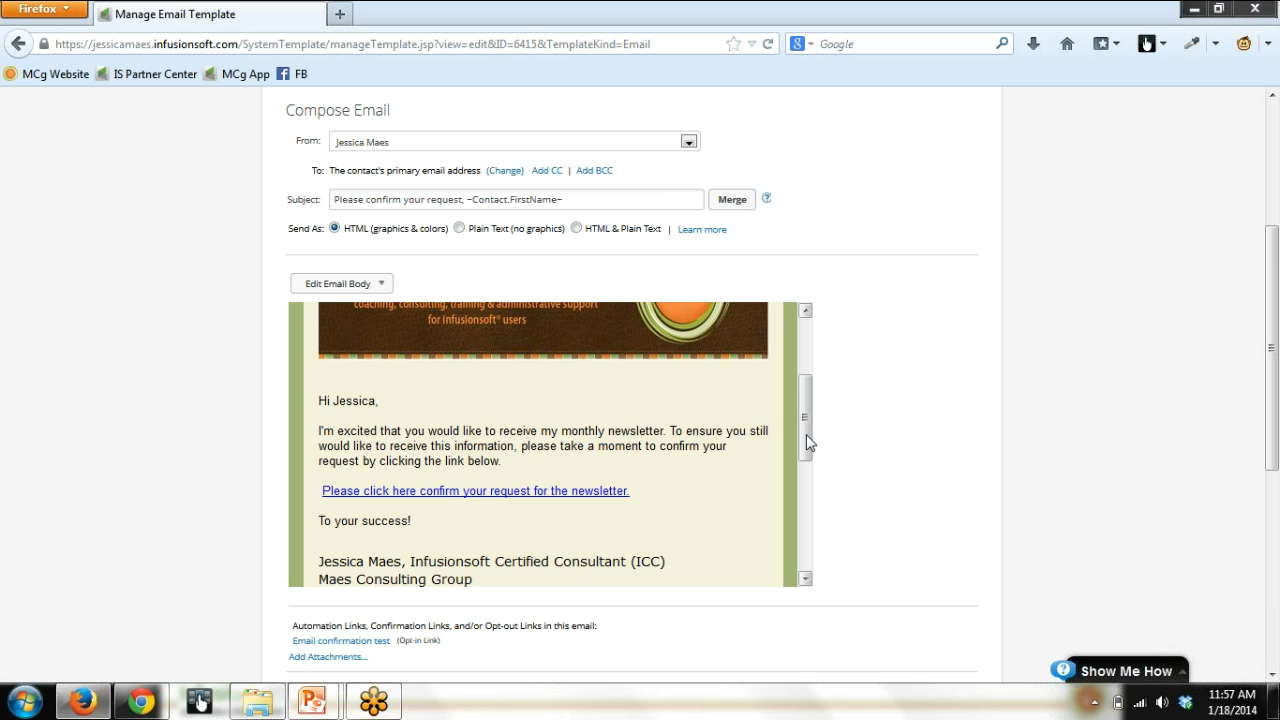 Firefox
Manage Email Template
https://jessicamaes.infusionsoft.com/SystemTemplate/manageTemplate.jsp?view=edit&ID=6415&TemplateKind=Email
Google
MCg Website
IS Partner Center
MCg App
FB
Compose Email
From: Jessica Maes
To: The contact's primary email address (Change) Add CC | Add BCC
Subject: Please confirm your request, ~Contact.FirstName~ Merge
Send As: HTML (graphics & colors) Plain Text (no graphics) HTML & Plain Text | Learn more
Edit Email Body
coaching, consulting, training & administrative support
for Infusionsoft® users
Hi Jessica,
I'm excited that you would like to receive my monthly newsletter. To ensure you still
would like to receive this information, please take a moment to confirm your
request by clicking the link below.
Please click here confirm your request for the newsletter.
To your success!
Jessica Maes, Infusionsoft Certified Consultant (ICC)
Maes Consulting Group
Automation Links, Confirmation Links, and/or Opt-out Links in this email:
Email confirmation test (Opt-in Link)
Add Attachments...
Show Me How
11:57 AM
1/18/2014